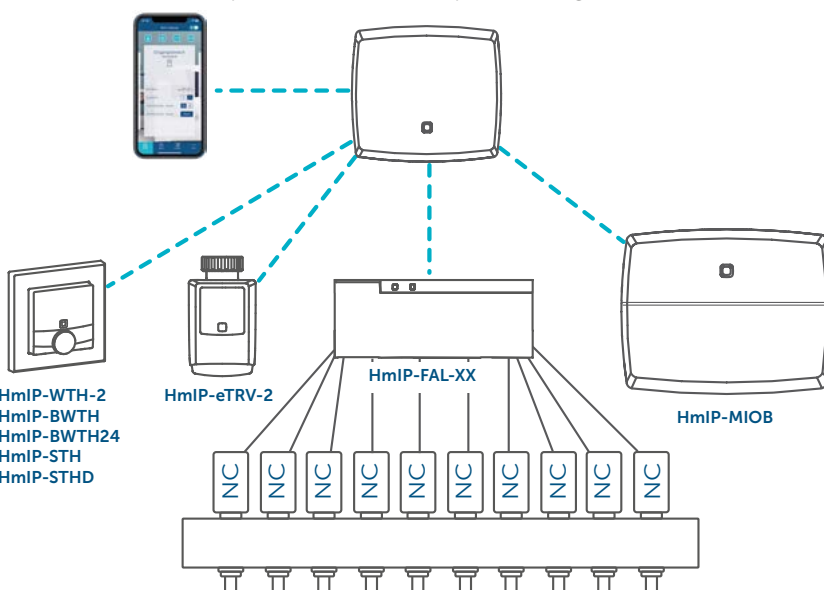 HmIP-WTH-2
HmIP-BWTH
HmIP-BWTH24
HmIP-STH
HmIP-STHD
HmIP-eTRV-2
HmIP-FAL-XX
HmIP-MIOB
NC NC NC NC NC NC NC NC NC NC